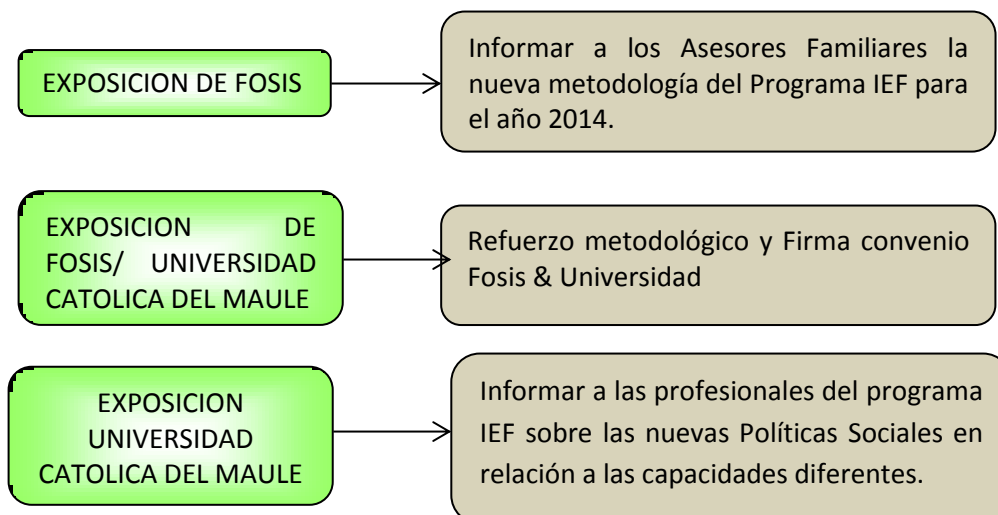 EXPOSICION DE FOSIS
Informar a los Asesores Familiares la
nueva metodología del Programa IEF para
el año 2014.
EXPOSICION DE
FOSIS/ UNIVERSIDAD
CATOLICA DEL MAULE
Refuerzo metodológico y Firma convenio
Fosis & Universidad
EXPOSICION
UNIVERSIDAD
CATOLICA DEL MAULE
Informar a las profesionales del programa
IEF sobre las nuevas Políticas Sociales en
relación a las capacidades diferentes.